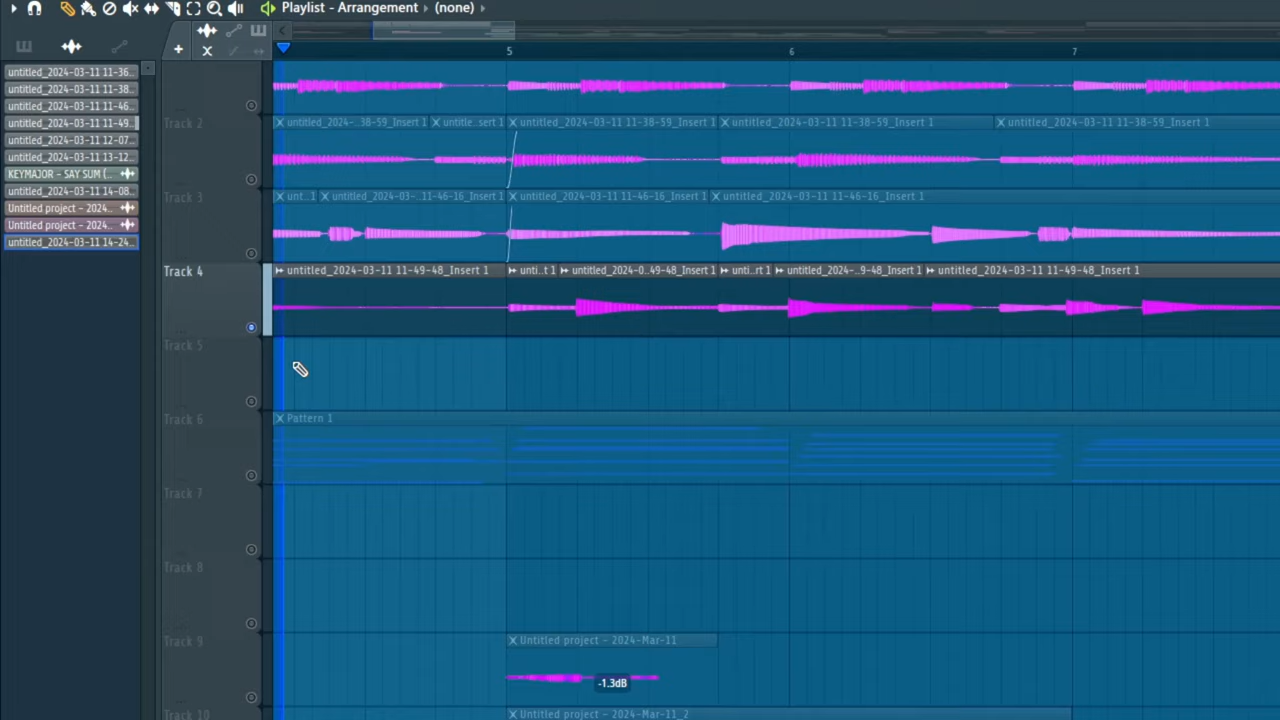 Playlist - Arrangement ▸ (none) ▸
5 6 7
untitled_2024-03-11 11-36..
untitled_2024-03-11 11-38..
untitled_2024-03-11 11-46..
untitled_2024-03-11 11-49..
untitled_2024-03-11 12-07..
untitled_2024-03-11 13-12..
KEYMAJOR - SAY SUM (..
untitled_2024-03-11 14-08..
Untitled project - 2024..
Untitled project - 2024..
untitled_2024-03-11 14-24..
Track 2
untitled_2024-..38-59_Insert 1
untitle..sert 1
untitled_2024-03-11 11-38-59_Insert 1
untitled_2024-03-11 11-38-59_Insert 1
untitled_2024-03-11 11-38-59_Insert 1
Track 3
unt..1
untitled_2024-03-..11-46-16_Insert 1
untitled_2024-03-11 11-46-16_Insert 1
untitled_2024-03-11 11-46-16_Insert 1
Track 4
untitled_2024-03-11 11-49-48_Insert 1
unti..t 1
untitled_2024-0..49-48_Insert 1
unti..rt 1
untitled_2024-..9-48_Insert 1
untitled_2024-03-11 11-49-48_Insert 1
Track 5
Track 6
Pattern 1
Track 7
Track 8
Track 9
Untitled project - 2024-Mar-11
-1.3dB
Track 10
Untitled project - 2024-Mar-11_2